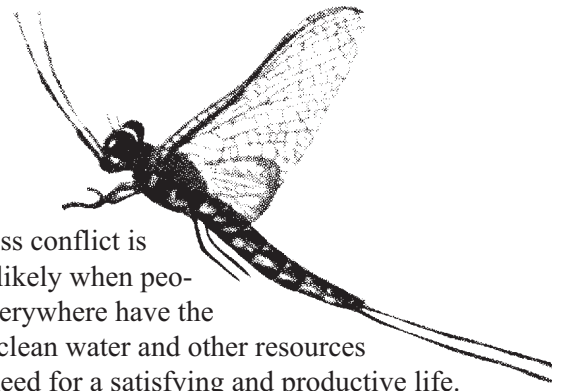 ss conflict is
likely when peo-
erywhere have the
clean water and other resources
eed for a satisfying and productive life.